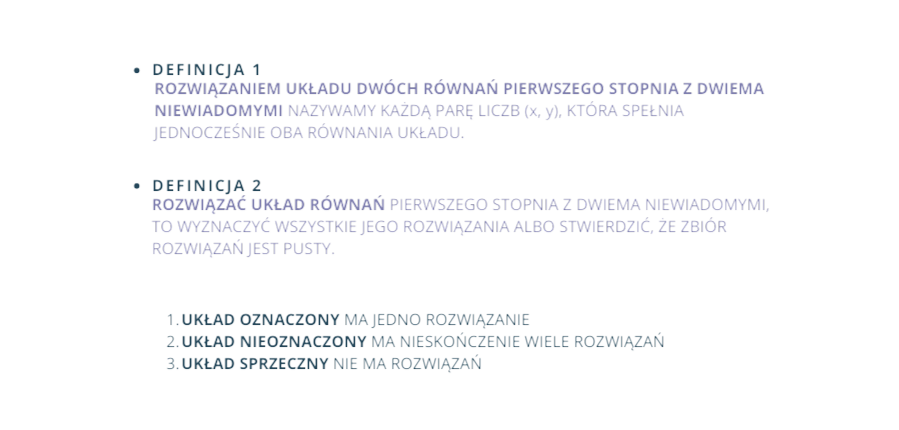 • DEFINICJA 1
ROZWIĄZANIEM UKŁADU DWÓCH RÓWNAŃ PIERWSZEGO STOPNIA Z DWIEMA
NIEWIADOMYMI NAZYWAMY KAŻDĄ PARĘ LICZB (x, y), KTÓRA SPEŁNIA
JEDNOCZEŚNIE OBA RÓWNANIA UKŁADU.
• DEFINICJA 2
ROZWIĄZAĆ UKŁAD RÓWNAŃ PIERWSZEGO STOPNIA Z DWIEMA NIEWIADOMYMI,
TO WYZNACZYĆ WSZYSTKIE JEGO ROZWIĄZANIA ALBO STWIERDZIĆ, ŻE ZBIÓR
ROZWIĄZAŃ JEST PUSTY.
1. UKŁAD OZNACZONY MA JEDNO ROZWIĄZANIE
2. UKŁAD NIEOZNACZONY MA NIESKOŃCZENIE WIELE ROZWIĄZAŃ
3. UKŁAD SPRZECZNY NIE MA ROZWIĄZAŃ